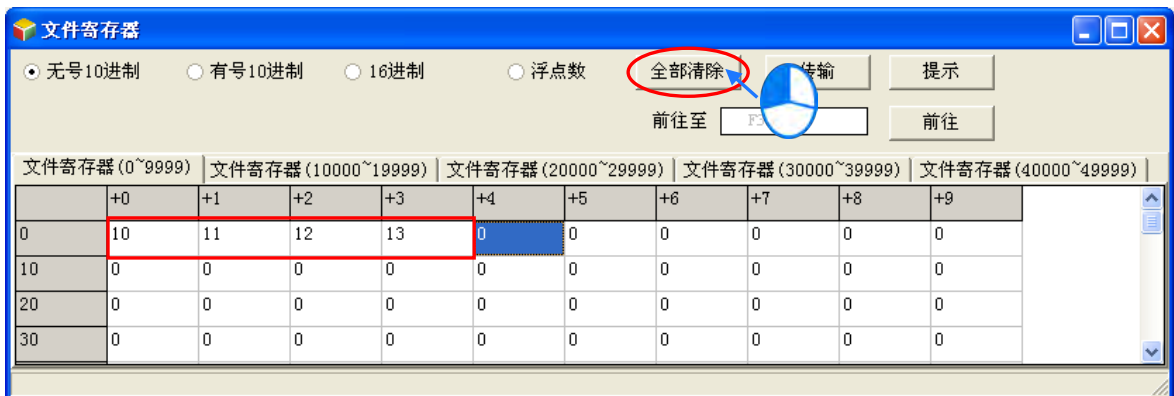 文件寄存器
无号10进制 有号10进制 16进制 浮点数 全部清除 传输 提示
前往至 前往
文件寄存器(0~9999) 文件寄存器(10000~19999) 文件寄存器(20000~29999) 文件寄存器(30000~39999) 文件寄存器(40000~49999)
+0 +1 +2 +3 +4 +5 +6 +7 +8 +9
0 10 11 12 13 0 0 0 0 0 0
10 0 0 0 0 0 0 0 0 0 0
20 0 0 0 0 0 0 0 0 0 0
30 0 0 0 0 0 0 0 0 0 0